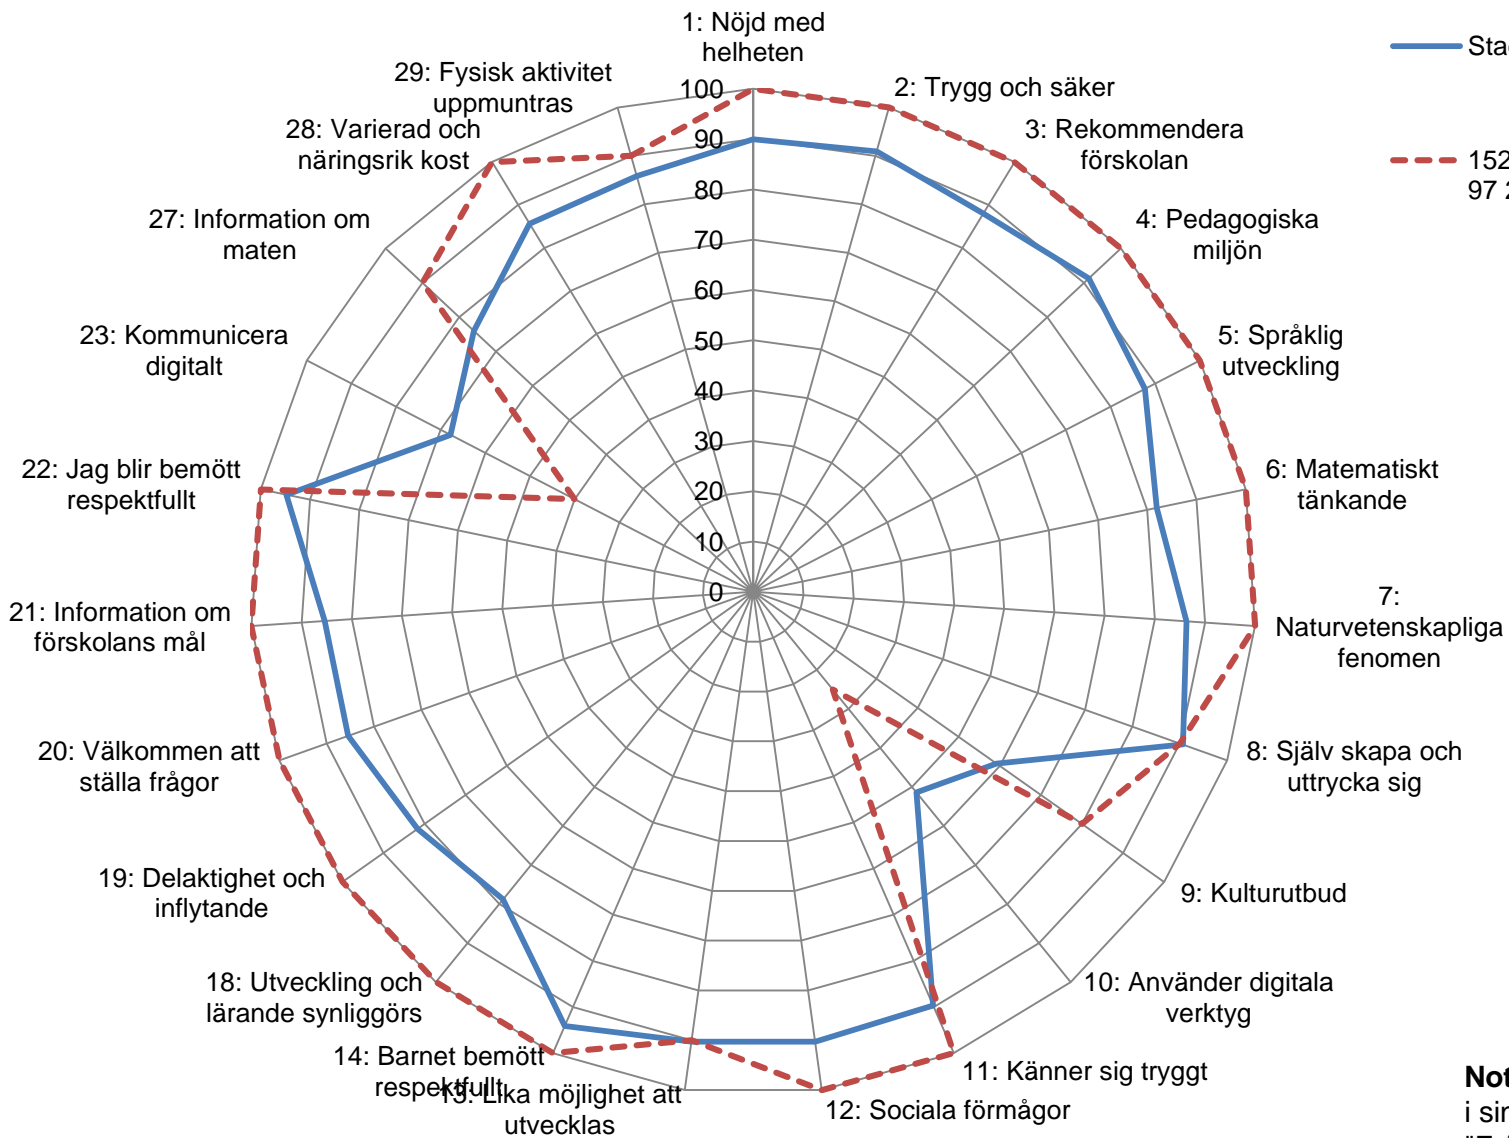 1: Nöjd med
helheten
2: Trygg och säker
3: Rekommendera
förskolan
4: Pedagogiska
miljön
5: Språklig
utveckling
6: Matematiskt
tänkande
7:
Naturvetenskapliga
fenomen
8: Själv skapa och
uttrycka sig
9: Kulturutbud
10: Använder digitala
verktyg
11: Känner sig tryggt
12: Sociala förmågor
13: Lika möjlighet att
utvecklas
14: Barnet bemött
respektfullt
18: Utveckling och
lärande synliggörs
19: Delaktighet och
inflytande
20: Välkommen att
ställa frågor
21: Information om
förskolans mål
22: Jag blir bemött
respektfullt
23: Kommunicera
digitalt
27: Information om
maten
28: Varierad och
näringsrik kost
29: Fysisk aktivitet
uppmuntras
100
90
80
70
60
50
40
30
20
10
0
152
97
i